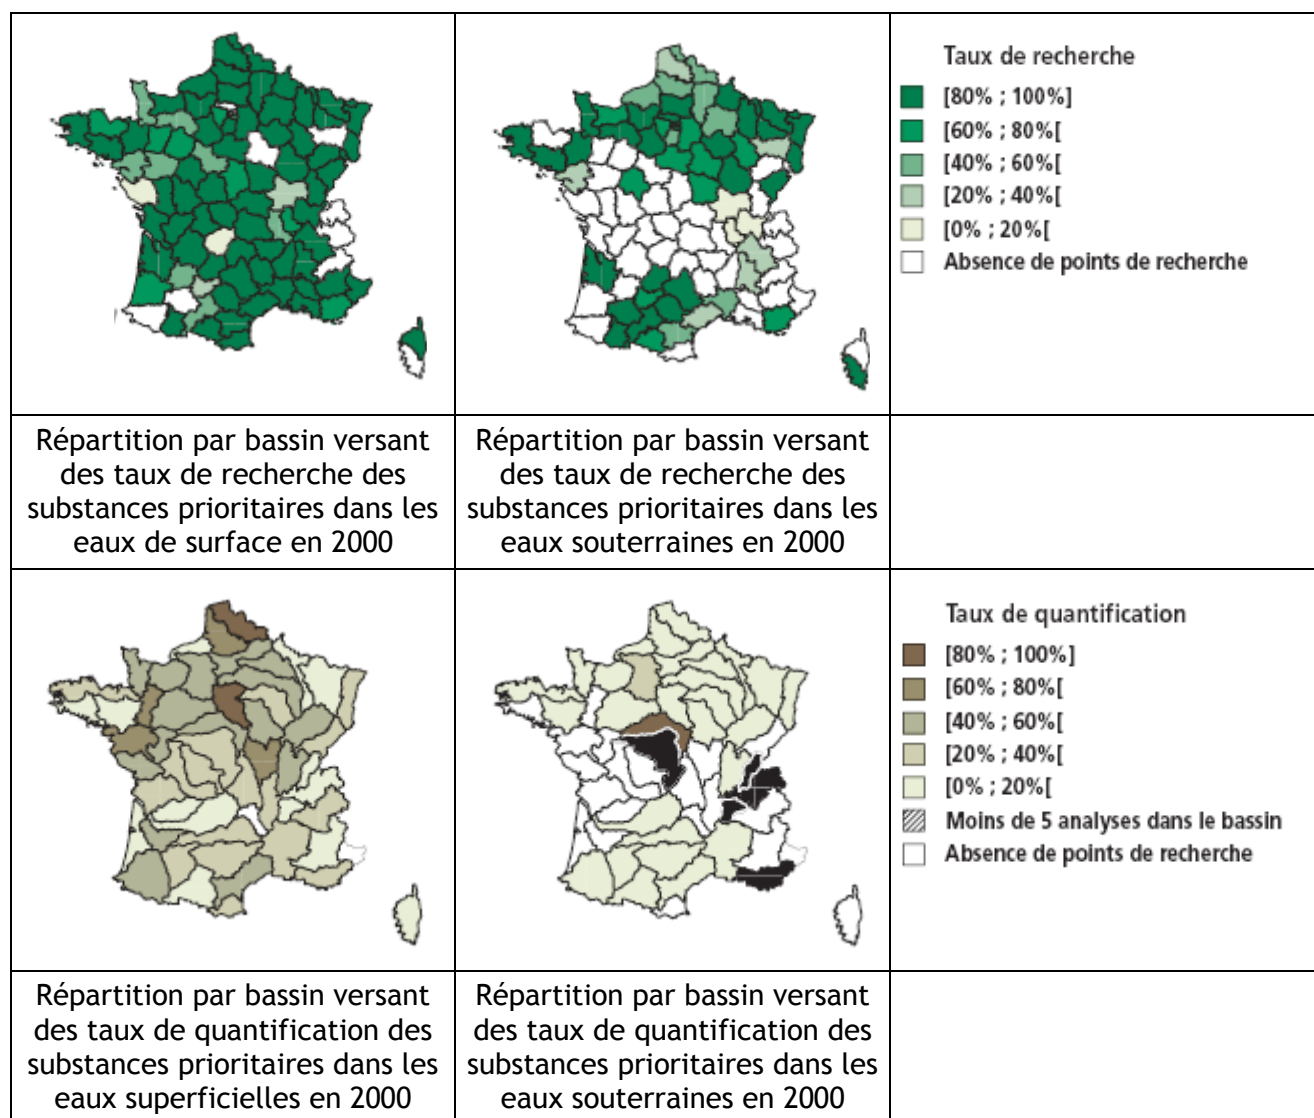 Taux de recherche
[80% ; 100%]
[60% ; 80%[
[40% ; 60%[
[20% ; 40%[
[0% ; 20%[
Absence de points de recherche
Répartition par bassin versant
des taux de recherche des
substances prioritaires dans les
eaux de surface en 2000
Répartition par bassin versant
des taux de recherche des
substances prioritaires dans les
eaux souterraines en 2000
Taux de quantification
[80% ; 100%]
[60% ; 80%[
[40% ; 60%[
[20% ; 40%[
[0% ; 20%[
Moins de 5 analyses dans le bassin
Absence de points de recherche
Répartition par bassin versant
des taux de quantification des
substances prioritaires dans les
eaux superficielles en 2000
Répartition par bassin versant
des taux de quantification des
substances prioritaires dans les
eaux souterraines en 2000